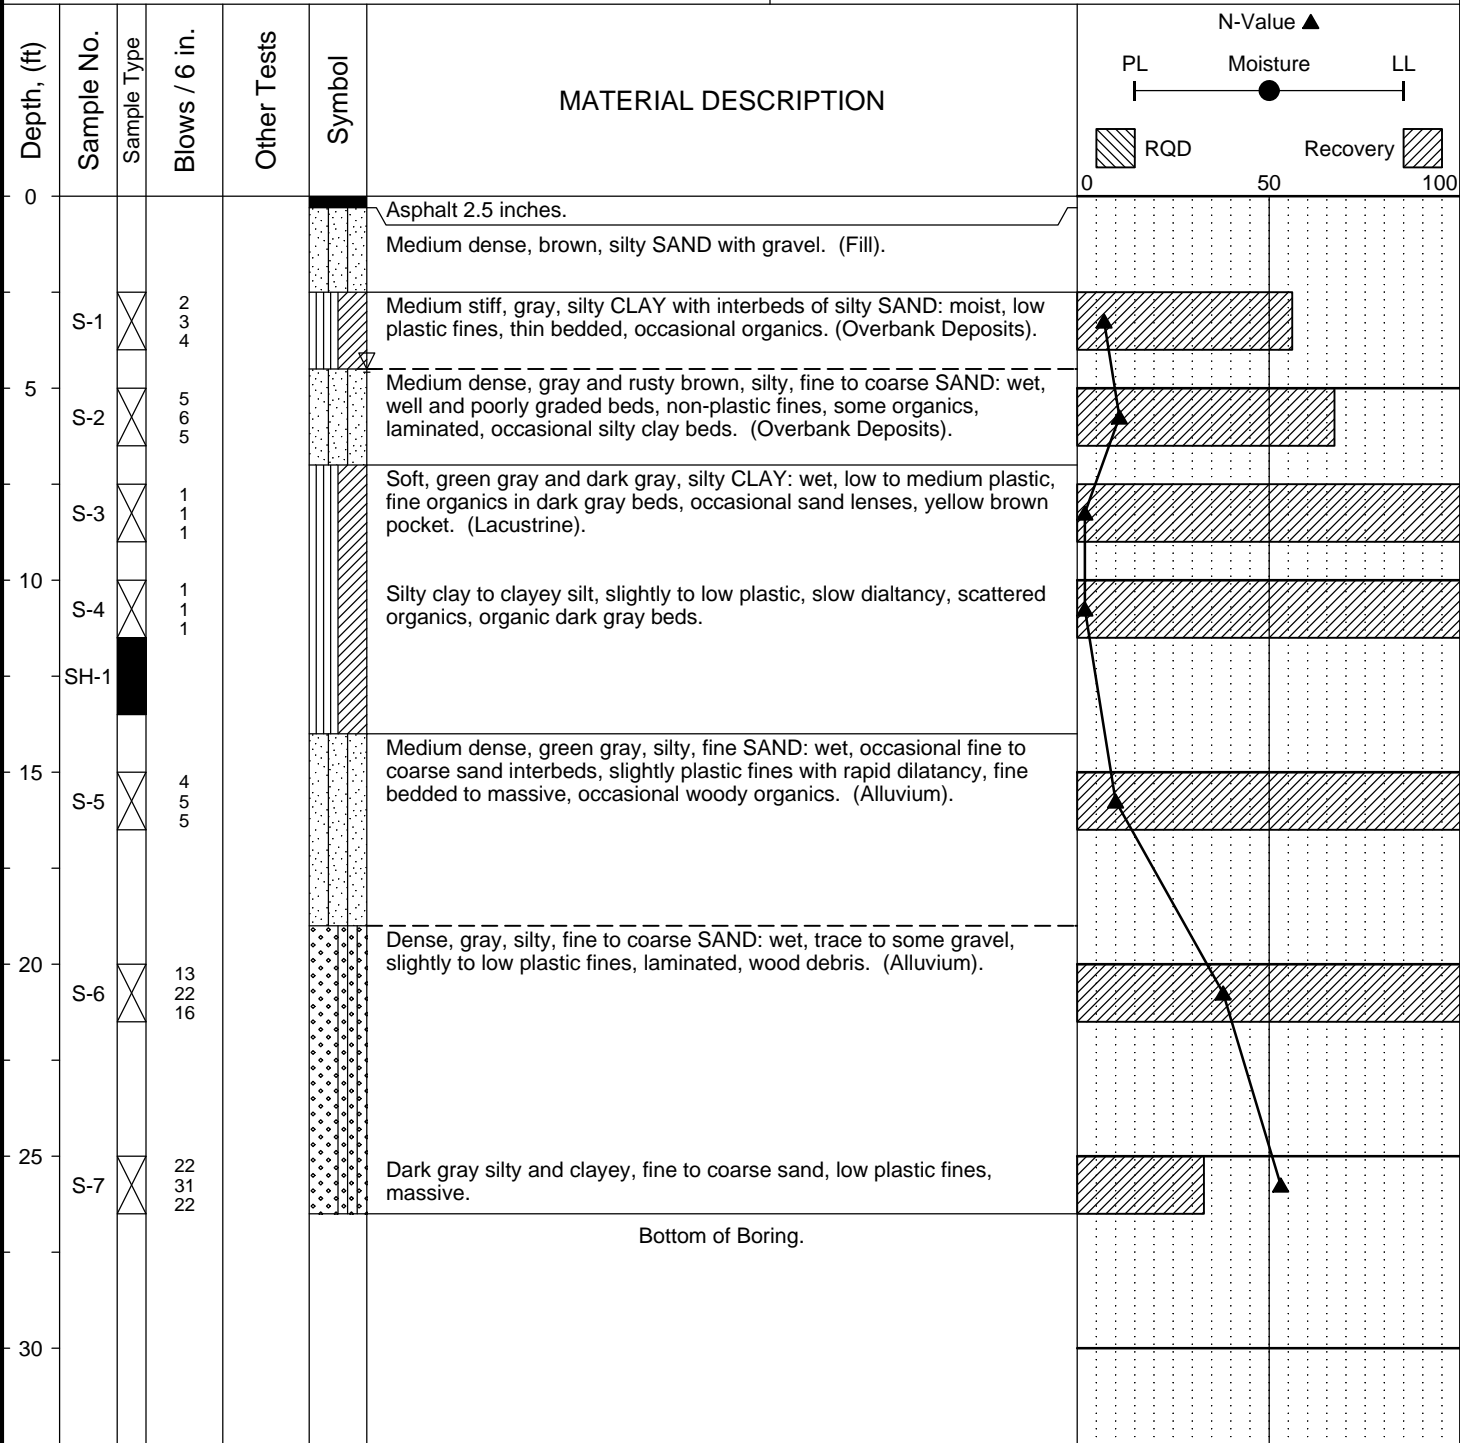 Depth, (ft)
Sample No.
Sample Type
Blows / 6 in.
Other Tests
Symbol
MATERIAL DESCRIPTION
N-Value
PL Moisture LL
RQD Recovery
0 50 100
0
Asphalt 2.5 inches.
Medium dense, brown, silty SAND with gravel. (Fill).
S-1
2
3
4
Medium stiff, gray, silty CLAY with interbeds of silty SAND: moist, low
plastic fines, thin bedded, occasional organics. (Overbank Deposits).
5
S-2
5
6
5
Medium dense, gray and rusty brown, silty, fine to coarse SAND: wet,
well and poorly graded beds, non-plastic fines, some organics,
laminated, occasional silty clay beds. (Overbank Deposits).
S-3
1
1
1
Soft, green gray and dark gray, silty CLAY: wet, low to medium plastic,
fine organics in dark gray beds, occasional sand lenses, yellow brown
pocket. (Lacustrine).
10
S-4
1
1
1
Silty clay to clayey silt, slightly to low plastic, slow dialtancy, scattered
organics, organic dark gray beds.
SH-1
15
S-5
4
5
5
Medium dense, green gray, silty, fine SAND: wet, occasional fine to
coarse sand interbeds, slightly plastic fines with rapid dilatancy, fine
bedded to massive, occasional woody organics. (Alluvium).
20
S-6
13
22
16
Dense, gray, silty, fine to coarse SAND: wet, trace to some gravel,
slightly to low plastic fines, laminated, wood debris. (Alluvium).
25
S-7
22
31
22
Dark gray silty and clayey, fine to coarse sand, low plastic fines,
massive.
Bottom of Boring.
30